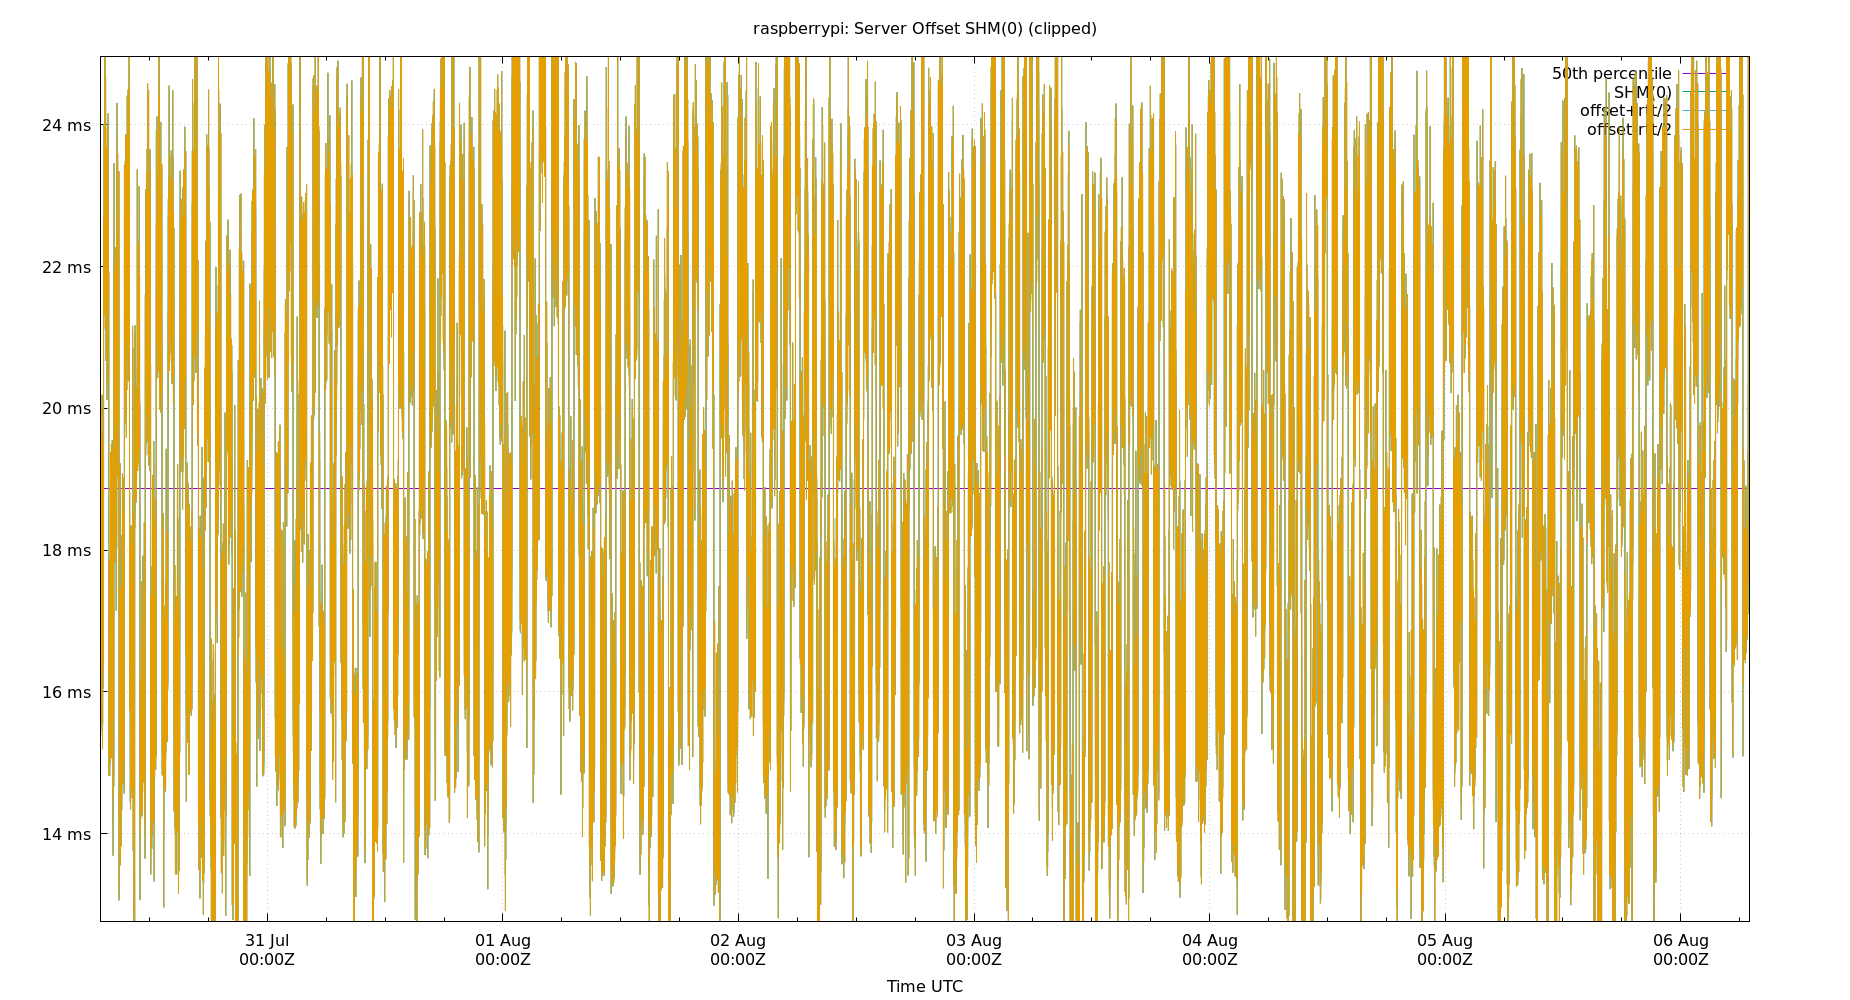 raspberrypi: Server Offset SHM(0) (clipped)
50th percentile
SHM(0)
offset+rtt/2
offset-rtt/2
24 ms
22 ms
20 ms
18 ms
16 ms
14 ms
31 Jul 01 Aug 02 Aug 03 Aug 04 Aug 05 Aug 06 Aug
00:00Z 00:00Z 00:00Z 00:00Z 00:00Z 00:00Z 00:00Z
Time UTC